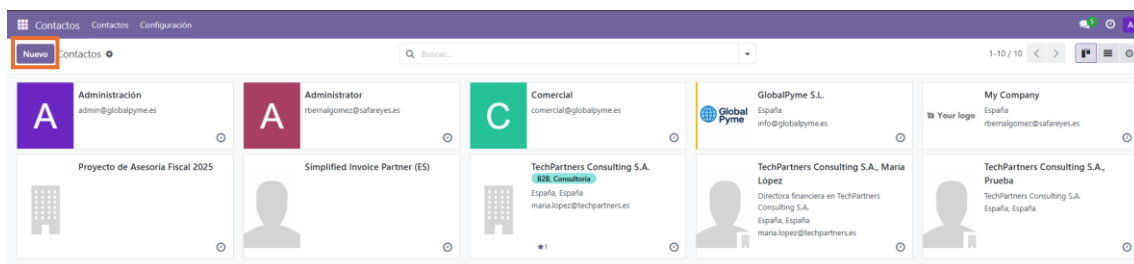 Contactos Contactos Configuración
5
A
Nuevo Contactos Buscar... 1-10 / 10
A
Administración
admin@globalpyme.es
A
Administrator
rbernalgomez@safareyes.es
C
Comercial
comercial@globalpyme.es
Global Pyme
GlobalPyme S.L.
España
info@globalpyme.es
Your logo
My Company
España
rbernalgomez@safareyes.es
Proyecto de Asesoría Fiscal 2025
Simplified Invoice Partner (ES)
TechPartners Consulting S.A.
B2B, Consultoría
España, España
maria.lopez@techpartners.es
1
TechPartners Consulting S.A., María
López
Directora financiera en TechPartners
Consulting S.A.
España, España
maria.lopez@techpartners.es
TechPartners Consulting S.A.,
Prueba
TechPartners Consulting S.A.
España, España